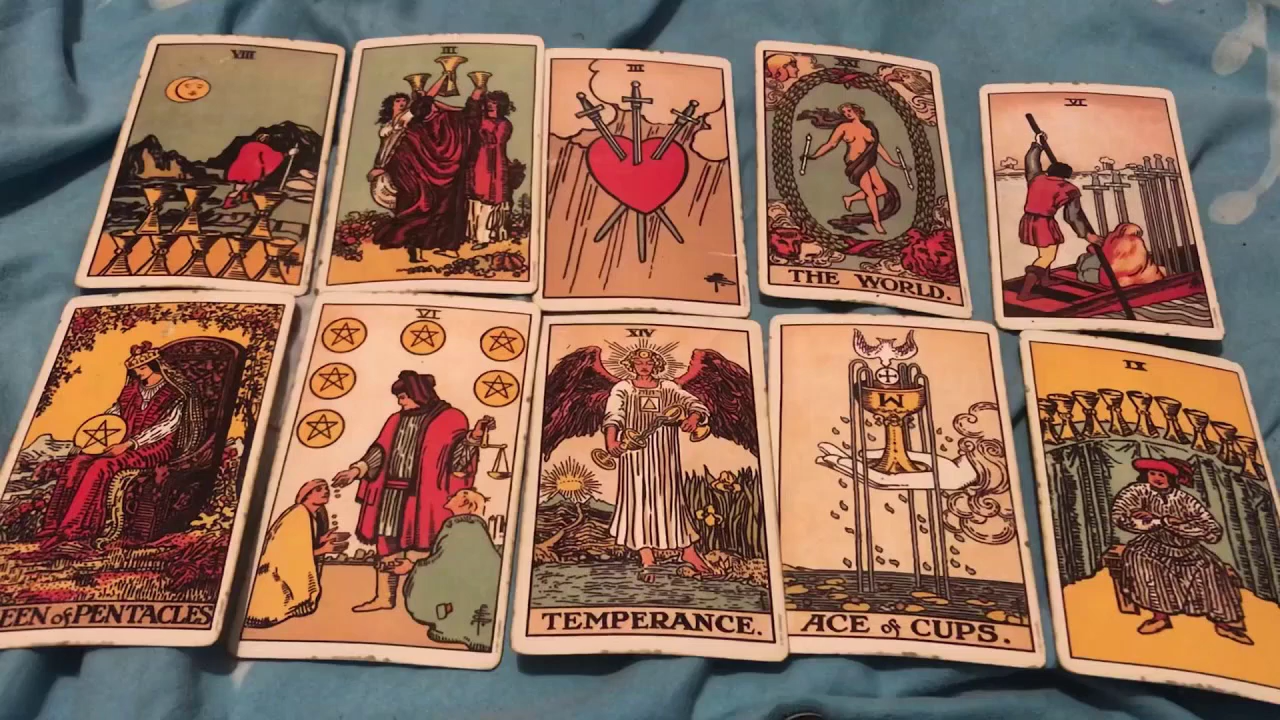 VIII
III
III
XXI
THE WORLD.
VI
EEN of PENTACLES
VI
XIV
TEMPERANCE.
ACE of CUPS.
IX